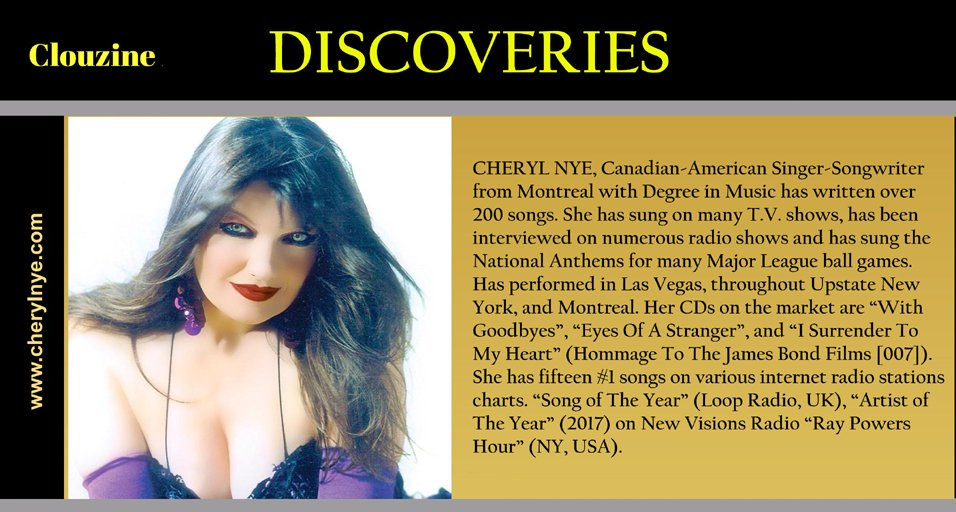 Clouzine
DISCOVERIES
www.cherylnye.com
CHERYL NYE, Canadian-American Singer-Songwriter
from Montreal with Degree in Music has written over
200 songs. She has sung on many T.V. shows, has been
interviewed on numerous radio shows and has sung the
National Anthems for many Major League ball games.
Has performed in Las Vegas, throughout Upstate New
York, and Montreal. Her CDs on the market are “With
Goodbyes”, “Eyes Of A Stranger”, and “I Surrender To
My Heart” (Hommage To The James Bond Films [007]).
She has fifteen #1 songs on various internet radio stations
charts. “Song of The Year” (Loop Radio, UK), “Artist of
The Year” (2017) on New Visions Radio “Ray Powers
Hour” (NY, USA).